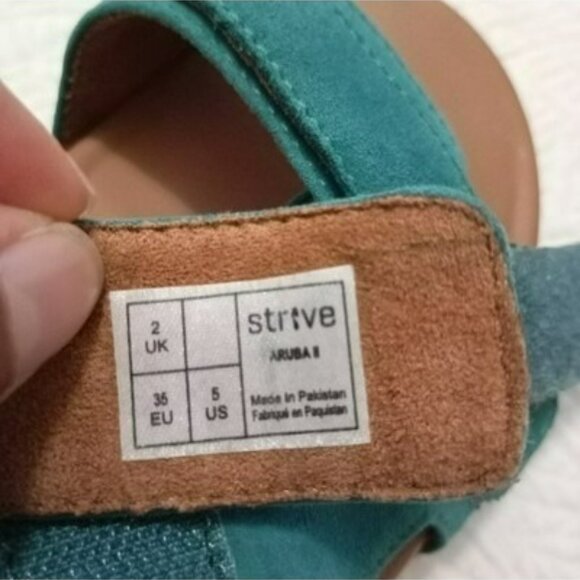 2
UK
35
EU
5
US
strive
ARUBA II
Made in Pakistan
Fabriqué en Paquistan